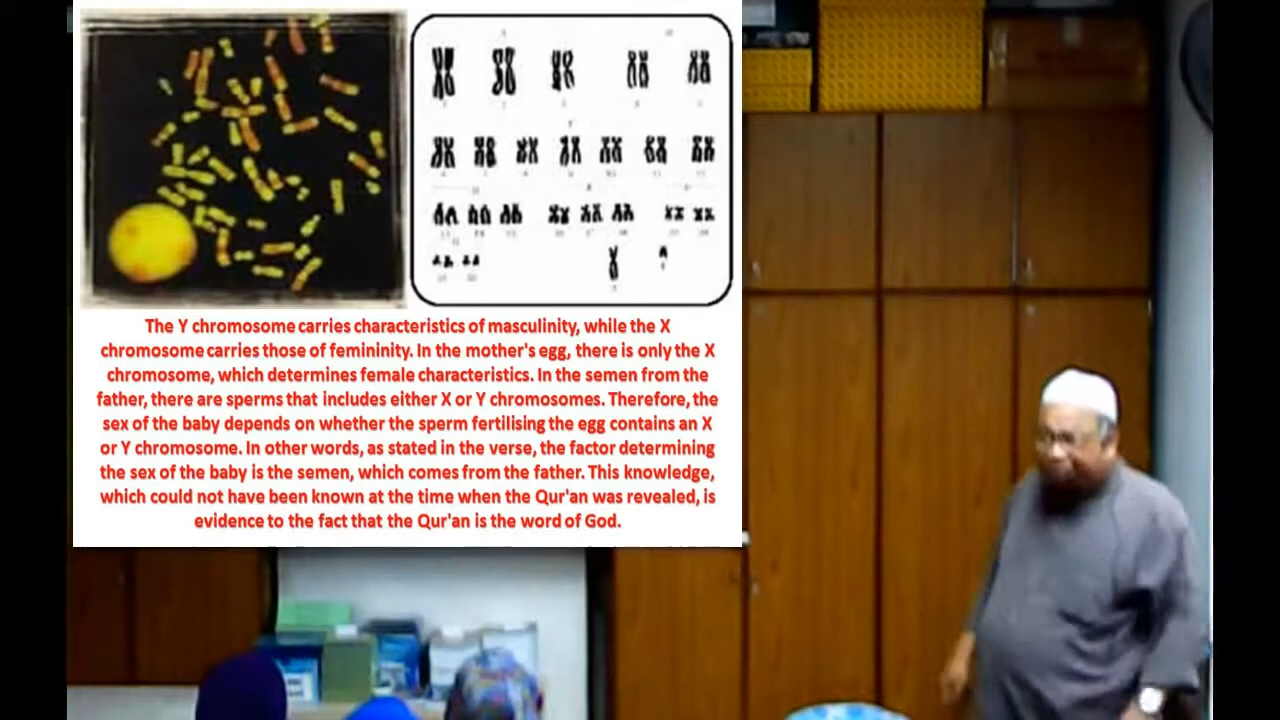 The Y chromosome carries characteristics of masculinity, while the X
chromosome carries those of femininity. In the mother's egg, there is only the X
chromosome, which determines female characteristics. In the semen from the
father, there are sperms that includes either X or Y chromosomes. Therefore, the
sex of the baby depends on whether the sperm fertilising the egg contains an X
or Y chromosome. In other words, as stated in the verse, the factor determining
the sex of the baby is the semen, which comes from the father. This knowledge,
which could not have been known at the time when the Qur'an was revealed, is
evidence to the fact that the Qur'an is the word of God.